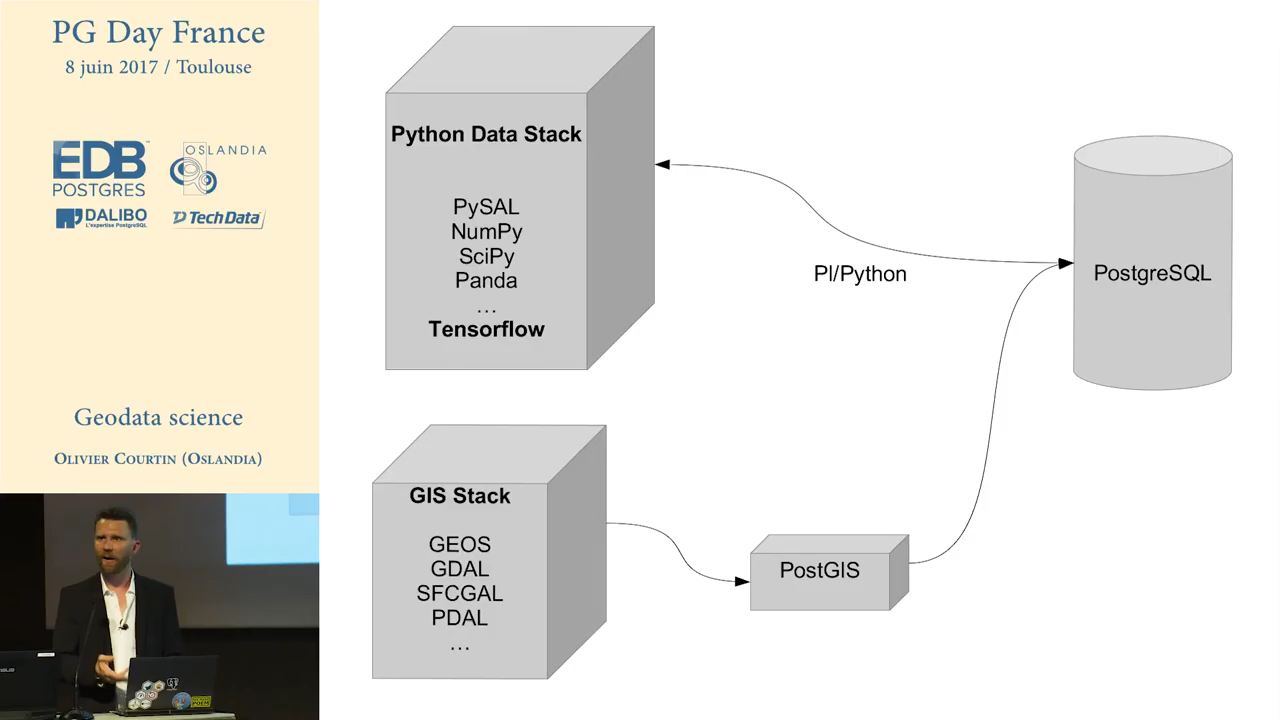 PG Day France
8 juin 2017 / Toulouse
EDB
POSTGRES
OSLANDIA
DALIBO
L'expertise PostgreSQL
TechData
Geodata science
Olivier Courtin (Oslandia)
Python Data Stack
PySAL
NumPy
SciPy
Panda
...
Tensorflow
Pl/Python
PostgreSQL
GIS Stack
GEOS
GDAL
SFCGAL
PDAL
...
PostGIS